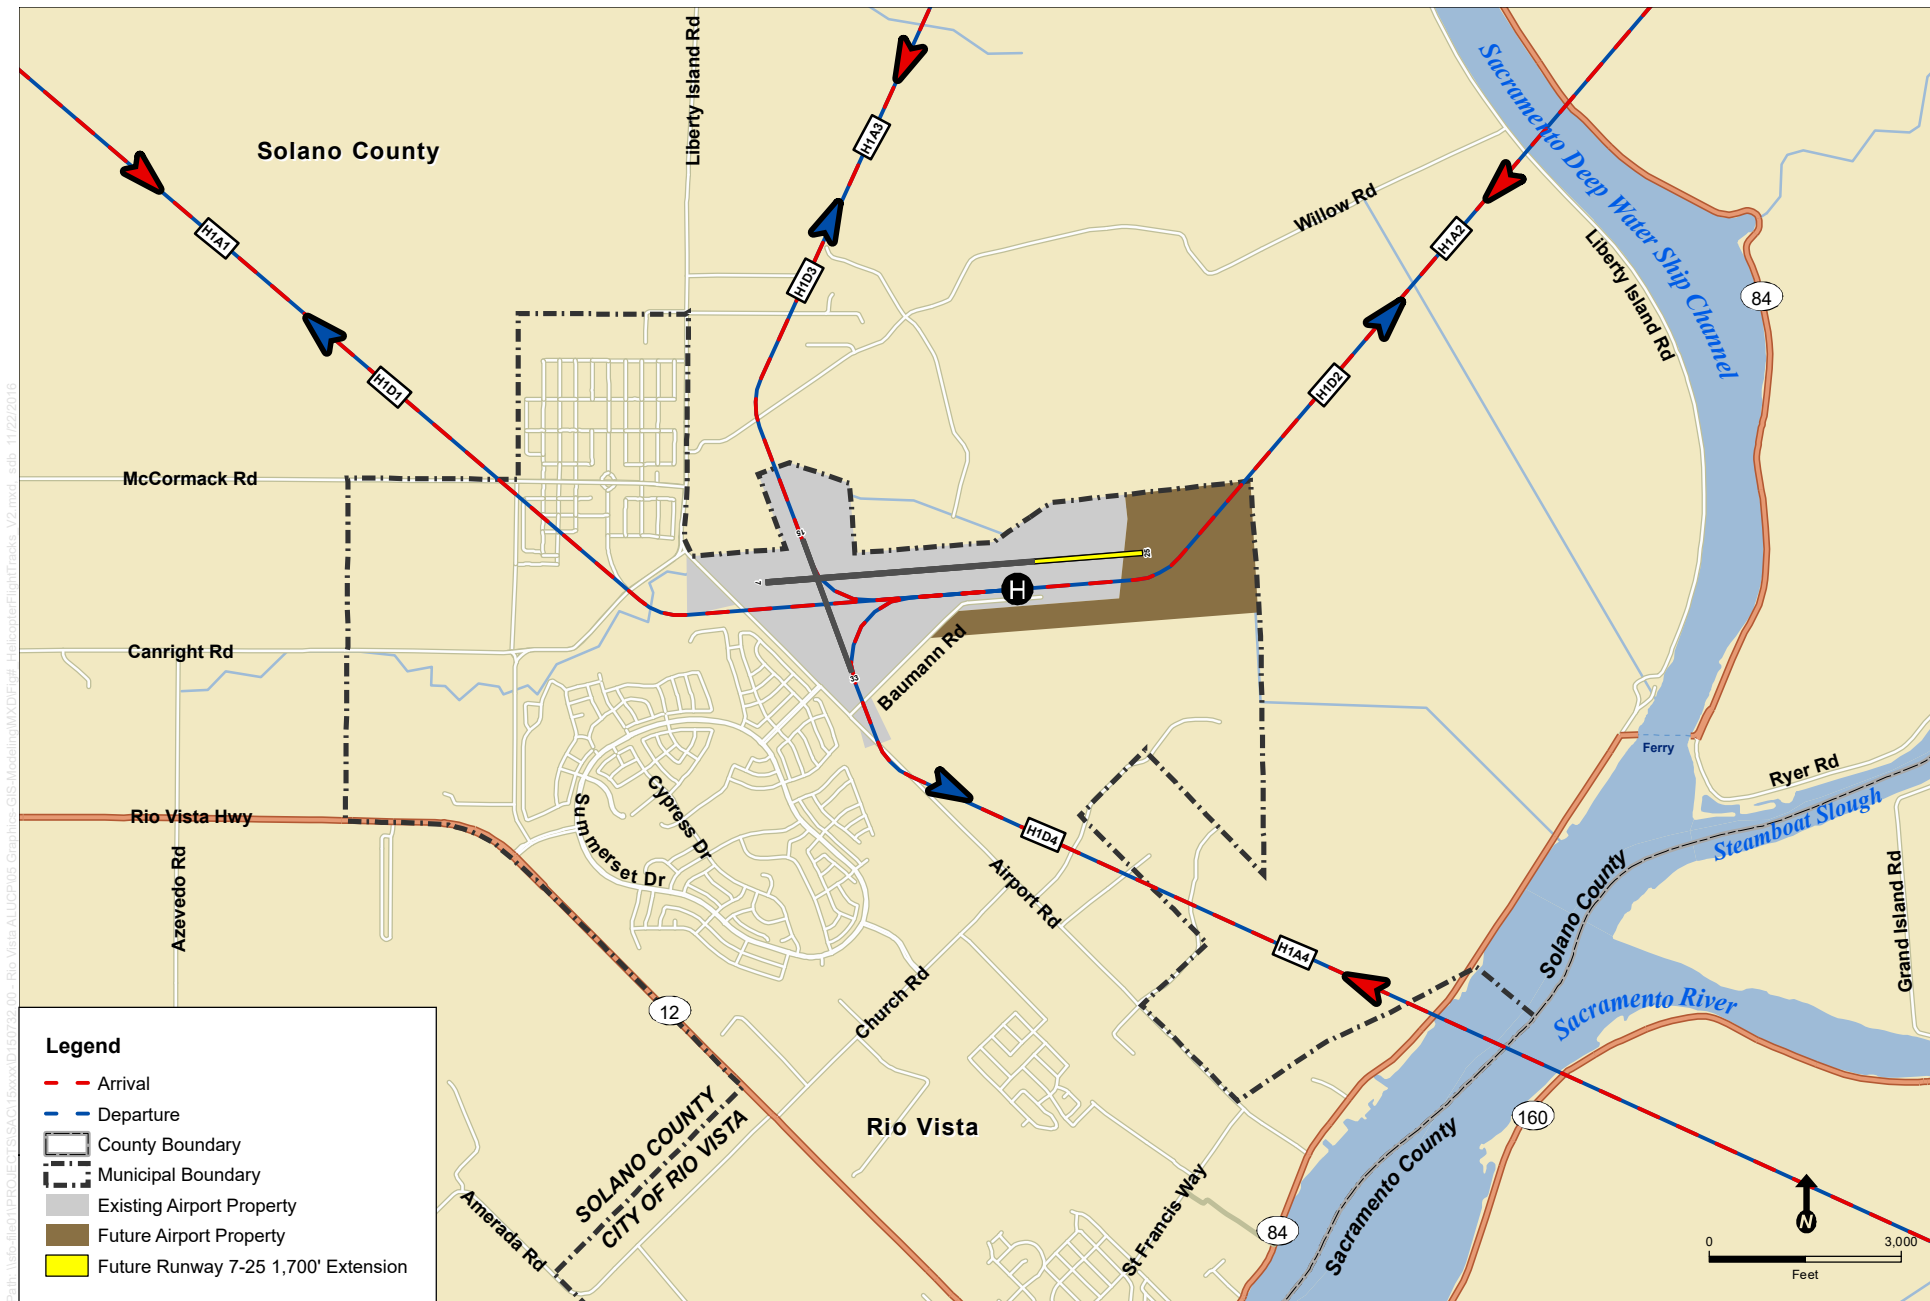 Solano County
Liberty Island Rd
H1A3
H1A1
H1D3
H1A2
Willow Rd
Sacramento Deep Water Ship Channel
Liberty Island Rd
84
H1D1
H1D2
McCormack Rd
15
7
25
H
33
Canright Rd
Baumann Rd
Ferry
Ryer Rd
Steamboat Slough
Rio Vista Hwy
Azevedo Rd
Summerset Dr
Cypress Dr
H1D4
Airport Rd
H1A4
Church Rd
Solano County
Sacramento County
Grand Island Rd
Sacramento River
12
160
Rio Vista
SOLANO COUNTY
CITY OF RIO VISTA
Amerada Rd
St Francis Way
84
Legend
Arrival
Departure
County Boundary
Municipal Boundary
Existing Airport Property
Future Airport Property
Future Runway 7-25 1,700' Extension
N
0 3,000
Feet